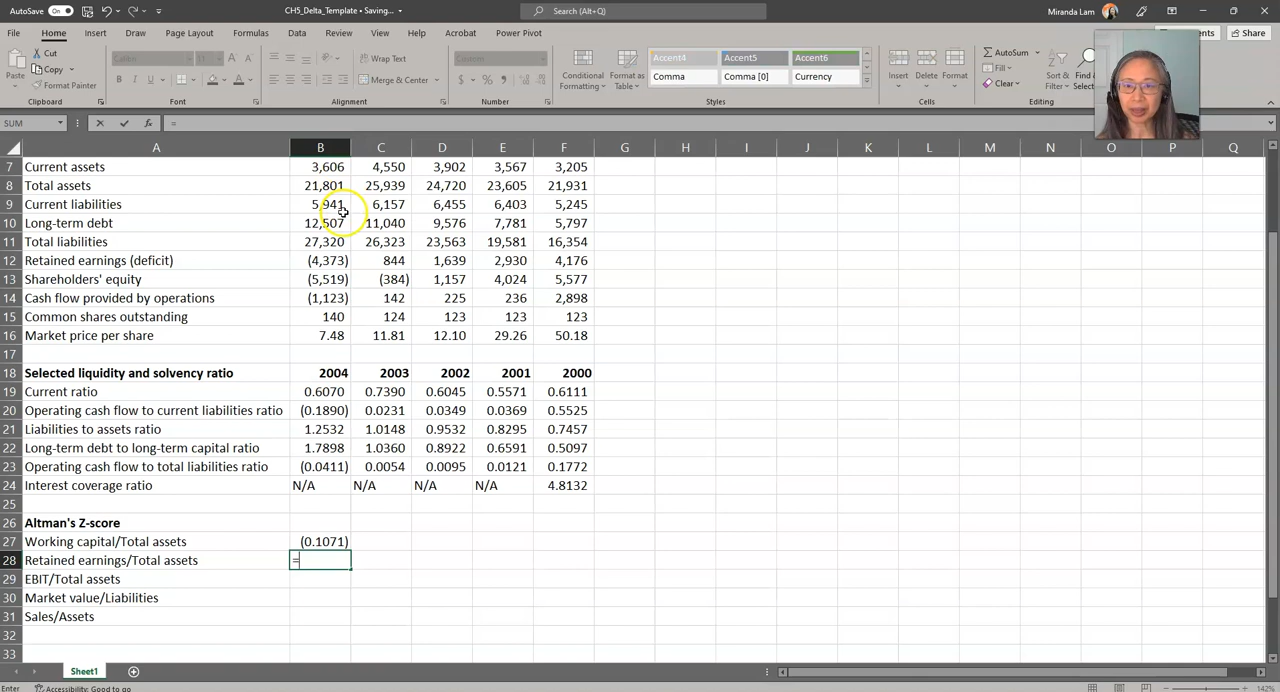 AutoSave On CH5_Delta_Template • Saving... Search (Alt+Q) Miranda Lam
File Home Insert Draw Page Layout Formulas Data Review View Help Acrobat Power Pivot Share
Paste Cut Copy Format Painter Calibri 11 Wrap Text Merge & Center Custom Conditional Formatting Format as Table Accent4 Accent5 Accent6 Comma Comma [0] Currency Insert Delete Format AutoSum Fill Clear Sort & Filter
Clipboard Font Alignment Number Styles Cells Editing
SUM =
A B C D E F G H I J K L M N O P Q
7 Current assets 3,606 4,550 3,902 3,567 3,205
8 Total assets 21,801 25,939 24,720 23,605 21,931
9 Current liabilities 5,941 6,157 6,455 6,403 5,245
10 Long-term debt 12,507 11,040 9,576 7,781 5,797
11 Total liabilities 27,320 26,323 23,563 19,581 16,354
12 Retained earnings (deficit) (4,373) 844 1,639 2,930 4,176
13 Shareholders' equity (5,519) (384) 1,157 4,024 5,577
14 Cash flow provided by operations (1,123) 142 225 236 2,898
15 Common shares outstanding 140 124 123 123 123
16 Market price per share 7.48 11.81 12.10 29.26 50.18
17
18 Selected liquidity and solvency ratio 2004 2003 2002 2001 2000
19 Current ratio 0.6070 0.7390 0.6045 0.5571 0.6111
20 Operating cash flow to current liabilities ratio (0.1890) 0.0231 0.0349 0.0369 0.5525
21 Liabilities to assets ratio 1.2532 1.0148 0.9532 0.8295 0.7457
22 Long-term debt to long-term capital ratio 1.7898 1.0360 0.8922 0.6591 0.5097
23 Operating cash flow to total liabilities ratio (0.0411) 0.0054 0.0095 0.0121 0.1772
24 Interest coverage ratio N/A N/A N/A N/A 4.8132
25
26 Altman's Z-score
27 Working capital/Total assets (0.1071)
28 Retained earnings/Total assets =
29 EBIT/Total assets
30 Market value/Liabilities
31 Sales/Assets
32
33
Sheet1
Enter Accessibility: Good to go 142%